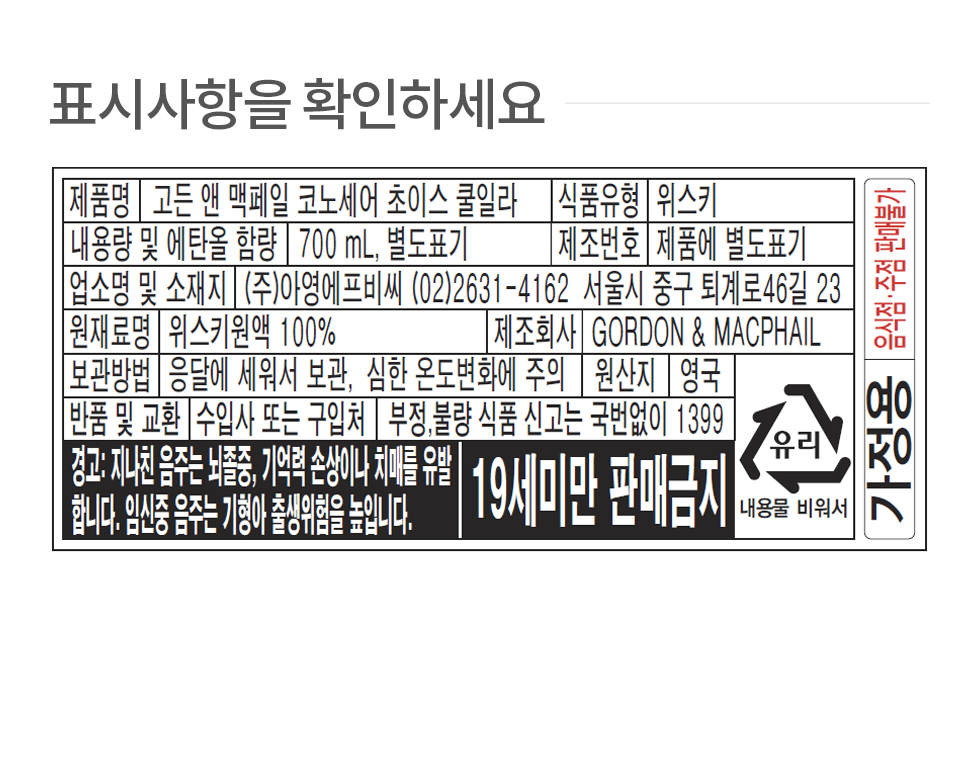 표시사항을 확인하세요
제품명 고든 앤 맥페일 코노세어 초이스 쿨일라 식품유형 위스키
내용량 및 에탄올 함량 700 mL, 별도표기 제조번호 제품에 별도표기
업소명 및 소재지 (주)아영에프비씨 (02)2631-4162 서울시 중구 퇴계로46길 23
원재료명 위스키원액 100% 제조회사 GORDON & MACPHAIL
보관방법 응달에 세워서 보관, 심한 온도변화에 주의 원산지 영국
반품 및 교환 수입사 또는 구입처 부정,불량 식품 신고는 국번없이 1399
경고: 지나친 음주는 뇌졸중, 기억력 손상이나 치매를 유발
합니다. 임신중 음주는 기형아 출생위험을 높입니다.
19세미만 판매금지
유리
내용물 비워서
음식점·주점 판매불가
가정용